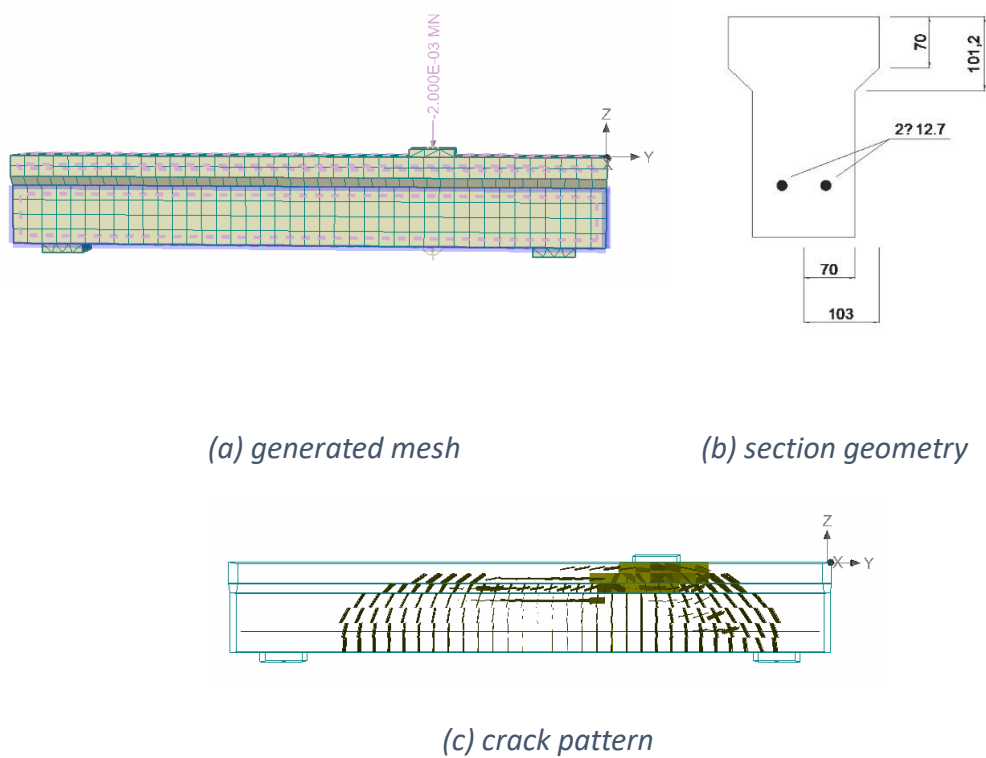 -2.000E-03 MN
Z
Y
X
70
101,2
2?12.7
70
103
(a) generated mesh
(b) section geometry
Z
X
Y
(c) crack pattern